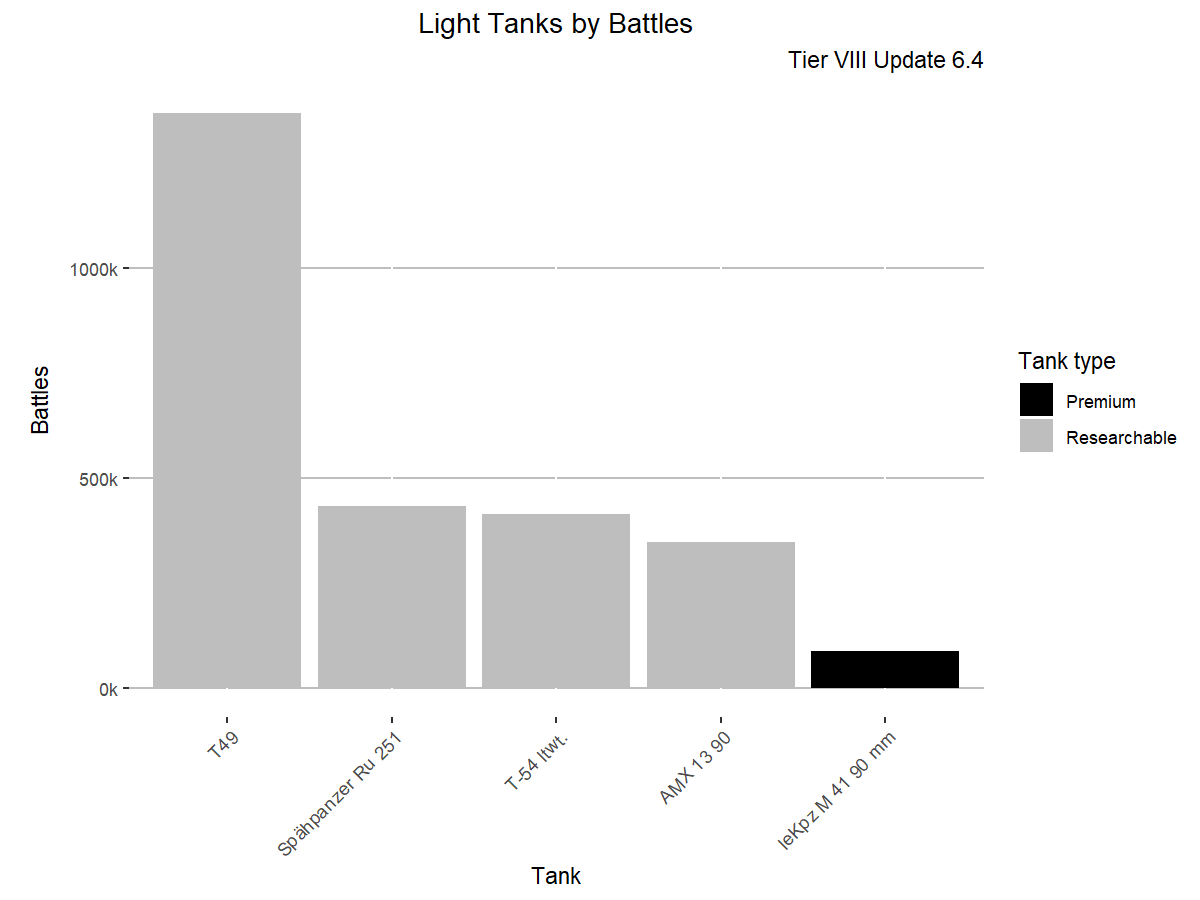 Light Tanks by Battles
Tier VIII Update 6.4
1000k
500k
0k
Battles
T49
Spähpanzer Ru 251
T-54 ltwt.
AMX 13 90
leKpz M 41 90 mm
Tank
Tank type
Premium
Researchable